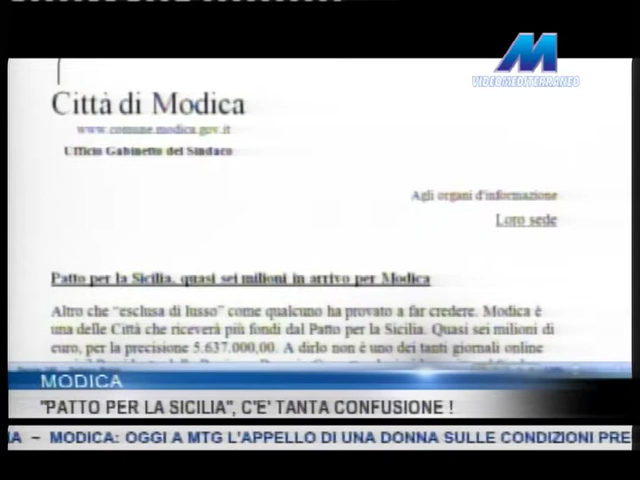 VIDEOMEDITERRANEO
Città di Modica
www.comune.modica.gov.it
Ufficio Gabinetto del Sindaco
Agli organi d'informazione
Loro sede
Patto per la Sicilia, quasi sei milioni in arrivo per Modica
Altro che "esclusa di lusso" come qualcuno ha provato a far credere. Modica è
una delle Città che riceverà più fondi dal Patto per la Sicilia. Quasi sei milioni di
euro, per la precisione 5.637.000,00. A dirlo non è uno dei tanti giornali online
MODICA
"PATTO PER LA SICILIA", C'E' TANTA CONFUSIONE !
IA – MODICA: OGGI A MTG L'APPELLO DI UNA DONNA SULLE CONDIZIONI PRE